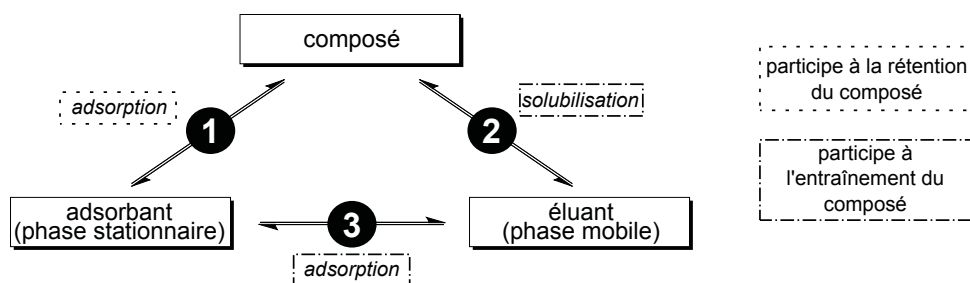 composé
adsorption
1
solubilisation
2
adsorbant
(phase stationnaire)
3
adsorption
éluant
(phase mobile)
participe à la rétention
du composé
participe à
l'entraînement du
composé